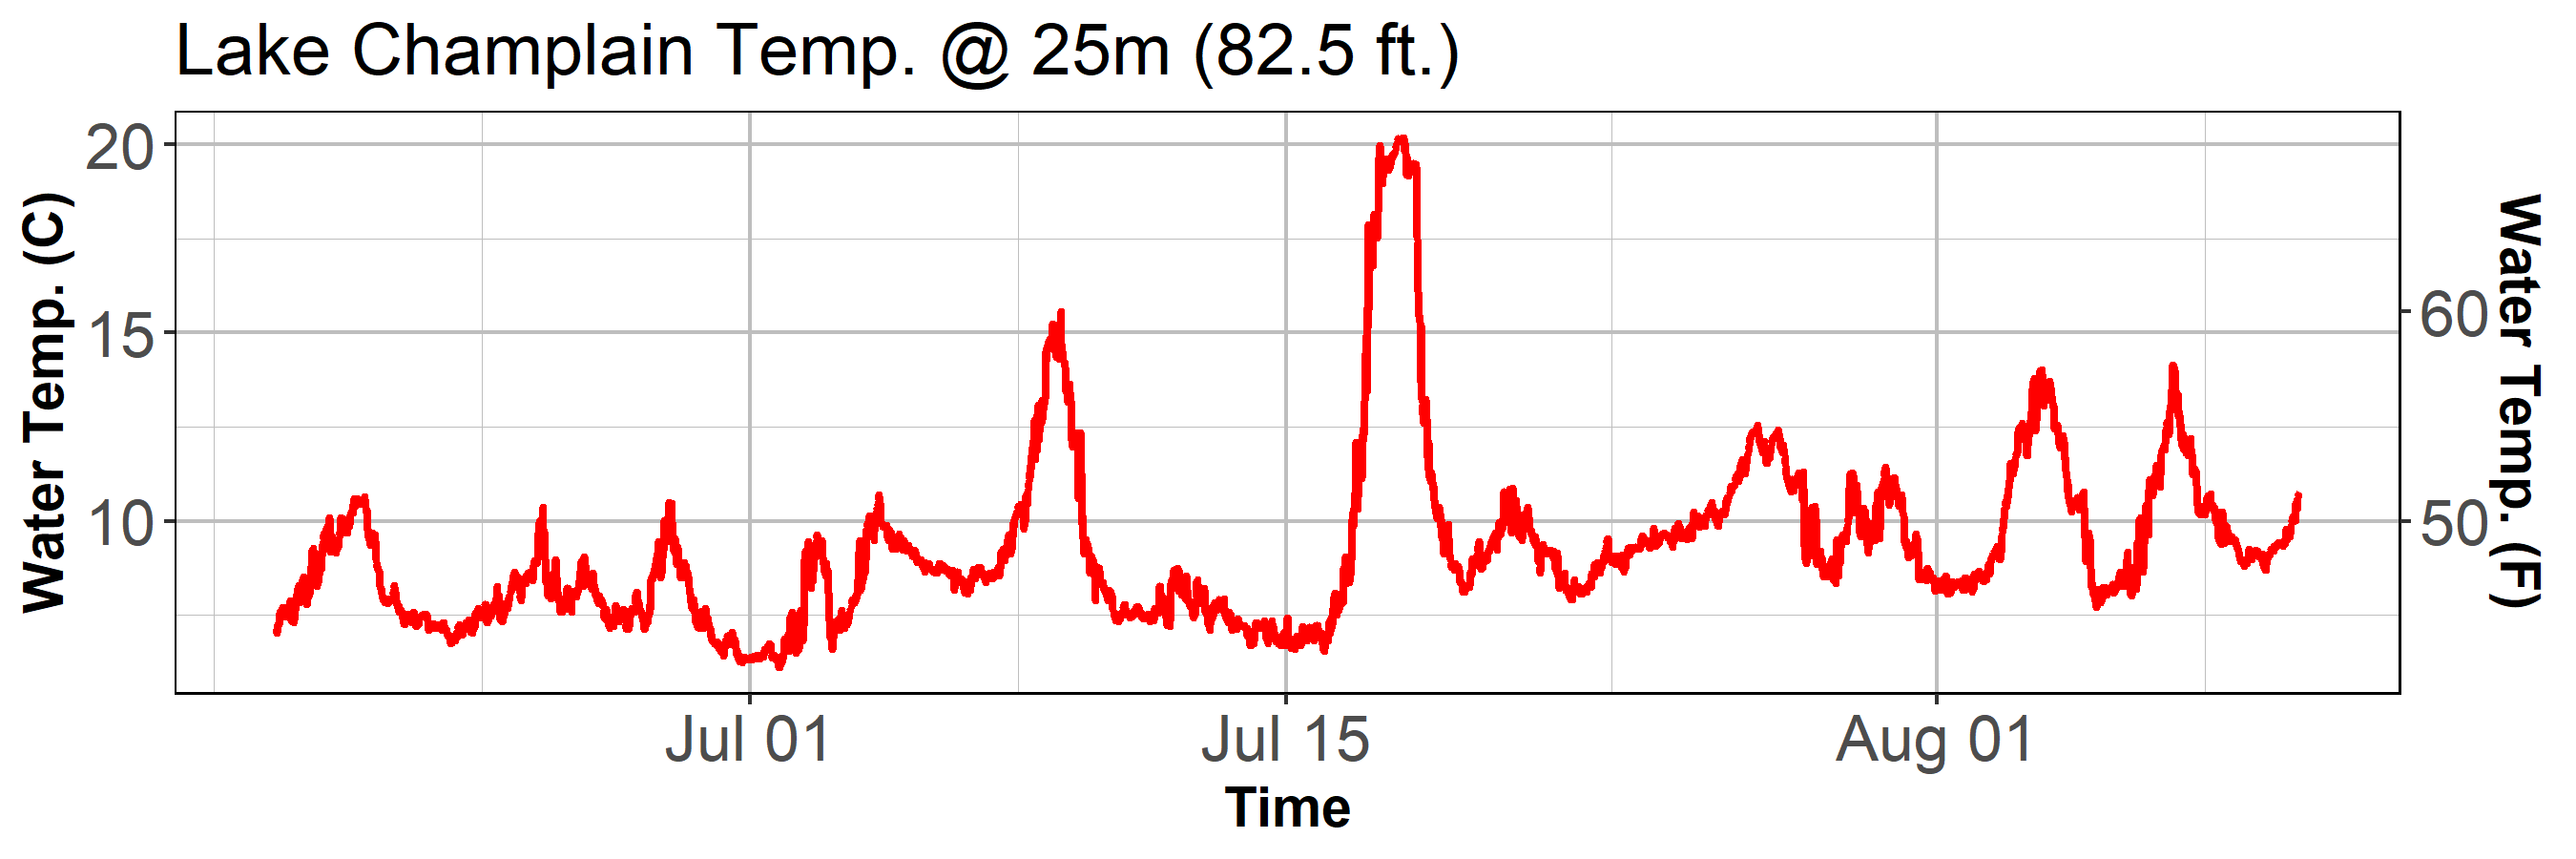 Lake Champlain Temp. @ 25m (82.5 ft.)
Water Temp. (C)
20
15
10
60
50
Water Temp. (F)
Jul 01
Jul 15
Aug 01
Time